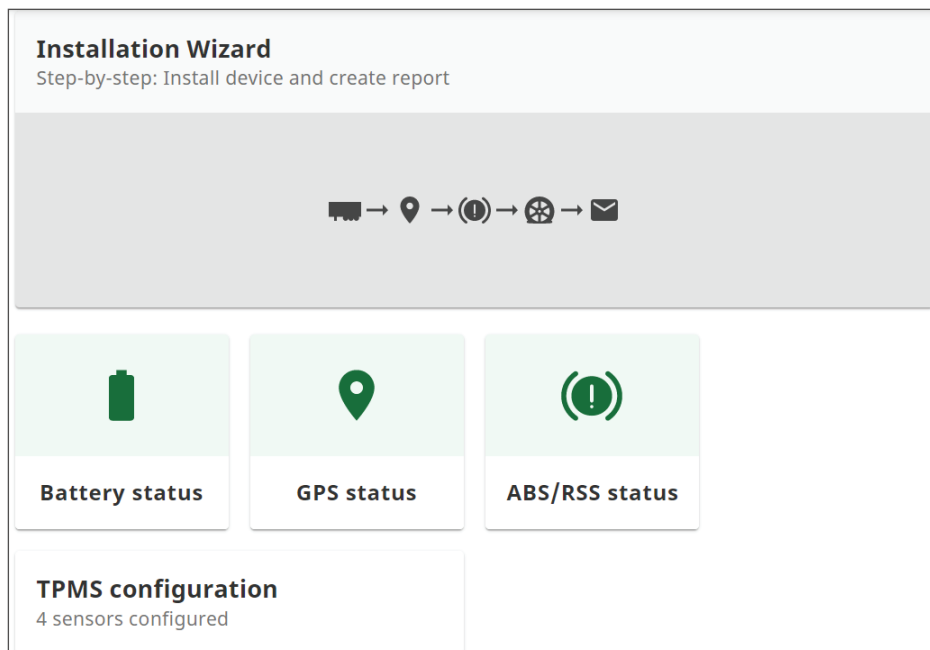 Installation Wizard
Step-by-step: Install device and create report
Battery status
GPS status
ABS/RSS status
TPMS configuration
4 sensors configured